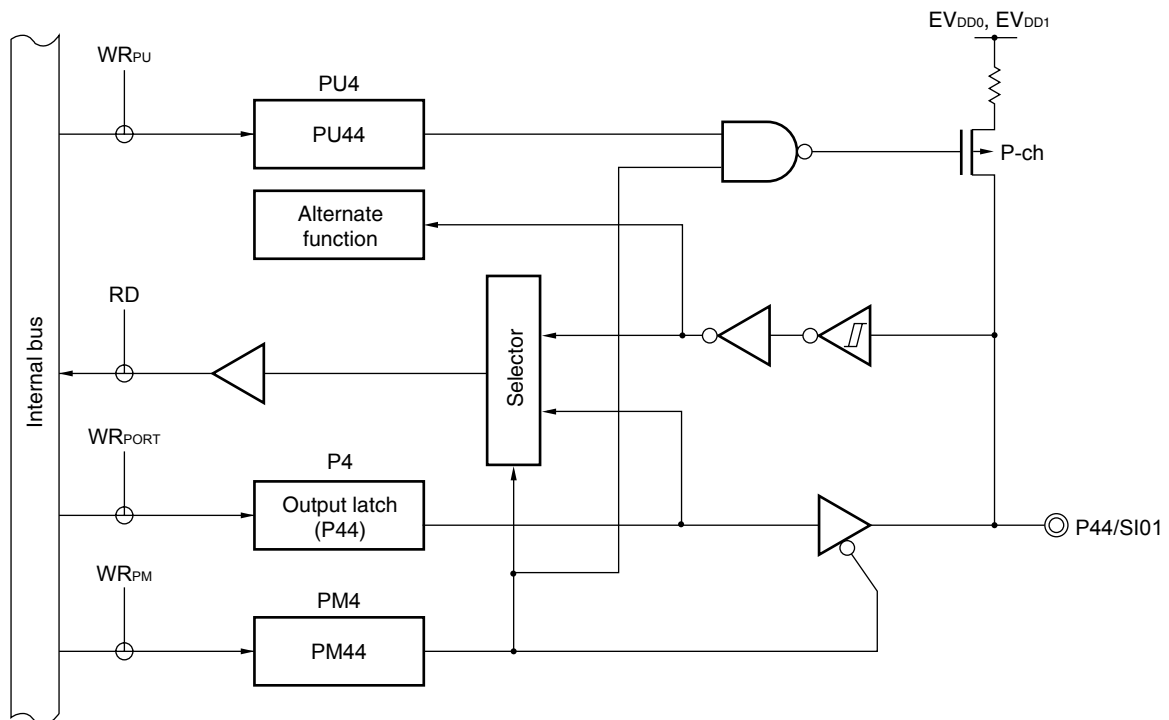 EVDD0, EVDD1
WRPU
PU4
PU44
P-ch
Alternate
function
RD
Selector
Internal bus
WRPORT
P4
Output latch
(P44)
P44/SI01
WRPM
PM4
PM44